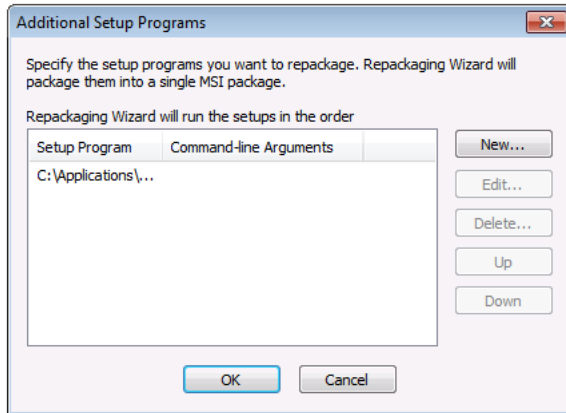 Additional Setup Programs
Specify the setup programs you want to repackage. Repackaging Wizard will
package them into a single MSI package.
Repackaging Wizard will run the setups in the order
Setup Program Command-line Arguments
New...
C:\Applications\...
Edit...
Delete...
Up
Down
OK Cancel